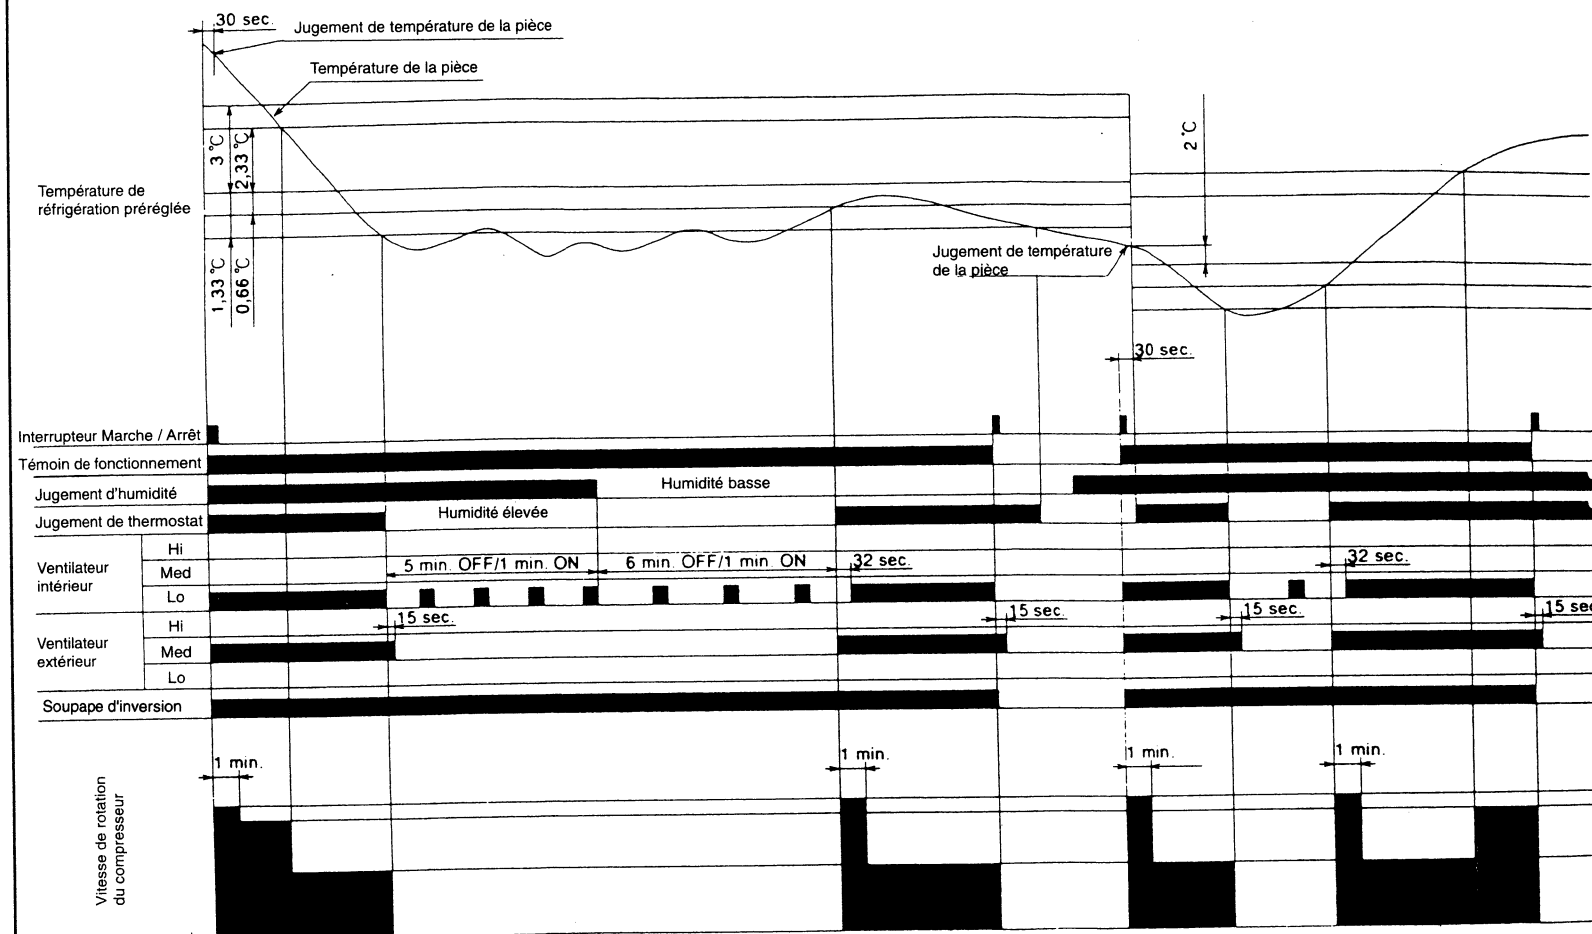 30 sec.
Jugement de température de la pièce
Température de la pièce
3 °C
2,33 °C
2 °C
Température de
réfrigération préréglée
1,33 °C
0,66 °C
Jugement de température
de la pièce
30 sec.
Interrupteur Marche / Arrêt
Témoin de fonctionnement
Jugement d'humidité
Humidité basse
Jugement de thermostat
Humidité élevée
Ventilateur
intérieur
Hi
Med
Lo
5 min. OFF/1 min. ON
6 min. OFF/1 min. ON
32 sec.
32 sec.
Ventilateur
extérieur
Hi
Med
Lo
15 sec.
15 sec.
15 sec.
15 sec
Soupape d'inversion
Vitesse de rotation
du compresseur
1 min.
1 min.
1 min.
1 min.